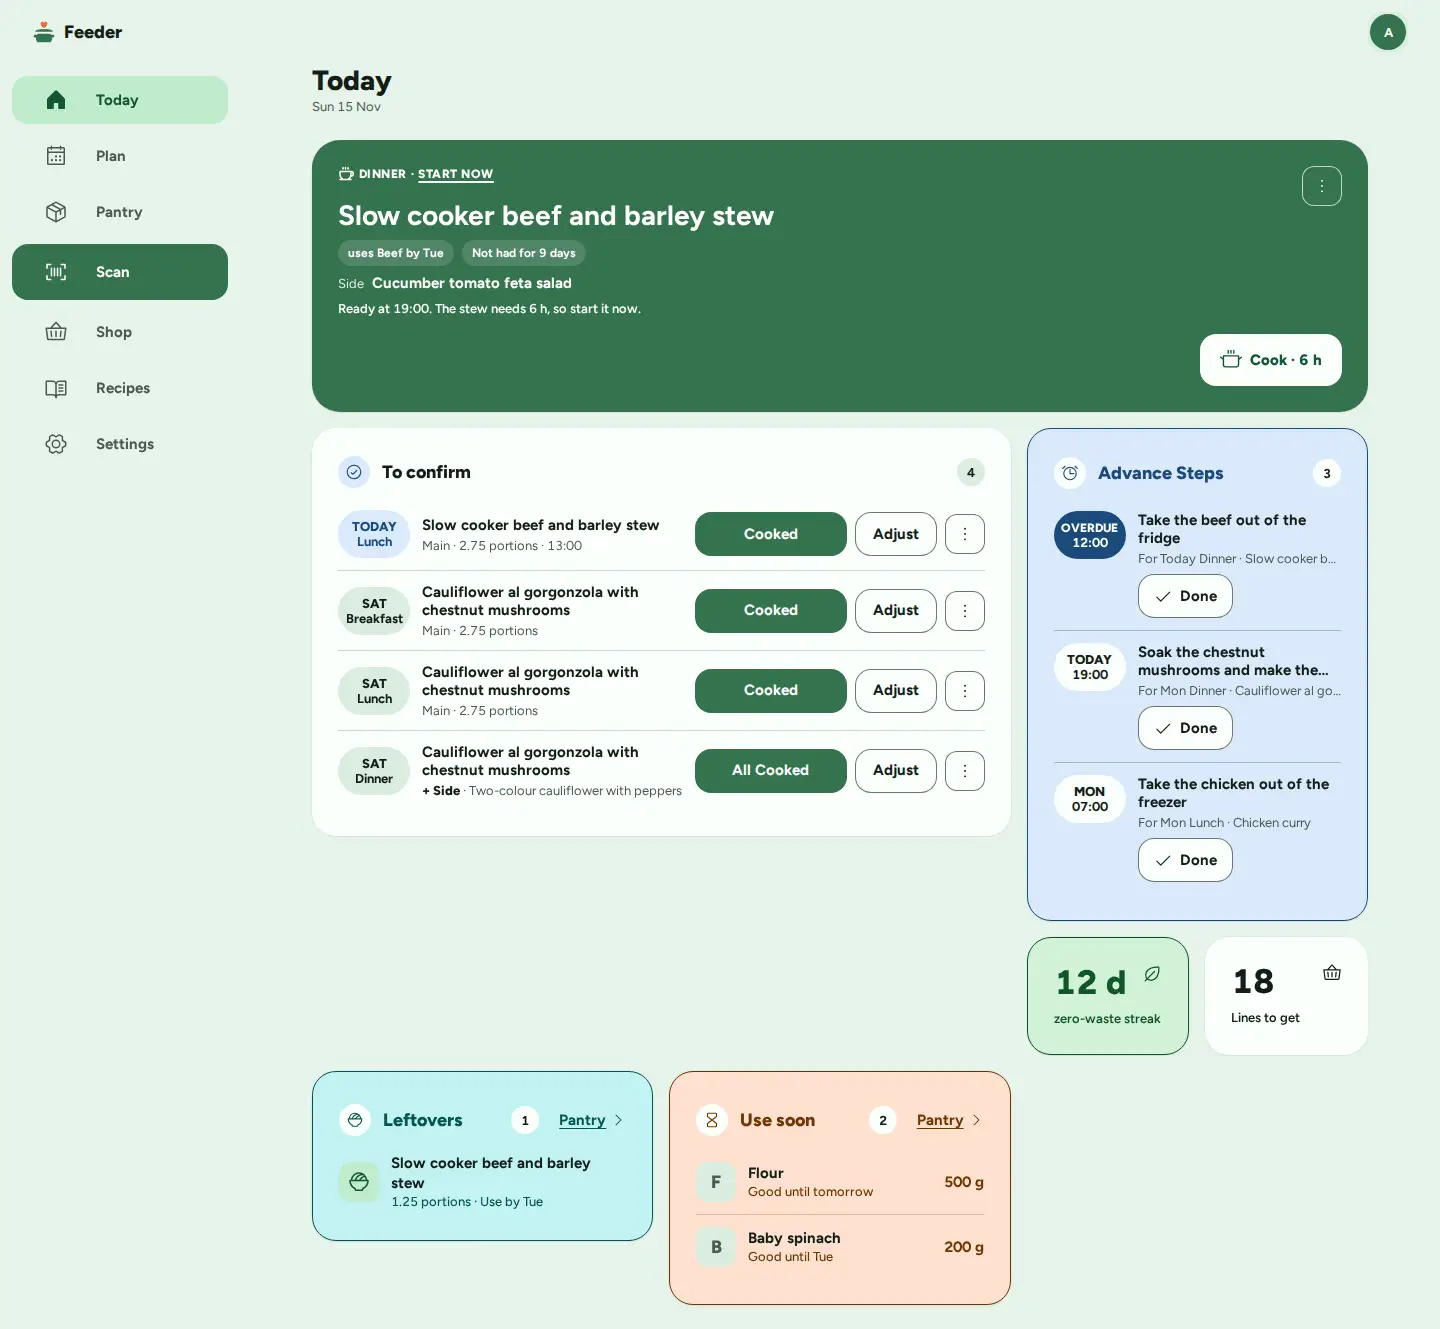 Feeder
A
Today
Plan
Pantry
Scan
Shop
Recipes
Settings
Today
Sun 15 Nov
DINNER · START NOW
Slow cooker beef and barley stew
uses Beef by Tue
Not had for 9 days
Side Cucumber tomato feta salad
Ready at 19:00. The stew needs 6 h, so start it now.
Cook · 6 h
To confirm
4
TODAY
Lunch
Slow cooker beef and barley stew
Main · 2.75 portions · 13:00
Cooked
Adjust
SAT
Breakfast
Cauliflower al gorgonzola with
chestnut mushrooms
Main · 2.75 portions
Cooked
Adjust
SAT
Lunch
Cauliflower al gorgonzola with
chestnut mushrooms
Main · 2.75 portions
Cooked
Adjust
SAT
Dinner
Cauliflower al gorgonzola with
chestnut mushrooms
+ Side · Two-colour cauliflower with peppers
All Cooked
Adjust
Advance Steps
3
OVERDUE
12:00
Take the beef out of the
fridge
For Today Dinner · Slow cooker b...
Done
TODAY
19:00
Soak the chestnut
mushrooms and make the...
For Mon Dinner · Cauliflower al go...
Done
MON
07:00
Take the chicken out of the
freezer
For Mon Lunch · Chicken curry
Done
12 d
zero-waste streak
18
Lines to get
Leftovers
1
Pantry
Slow cooker beef and barley
stew
1.25 portions · Use by Tue
Use soon
2
Pantry
F
Flour
Good until tomorrow
500 g
B
Baby spinach
Good until Tue
200 g